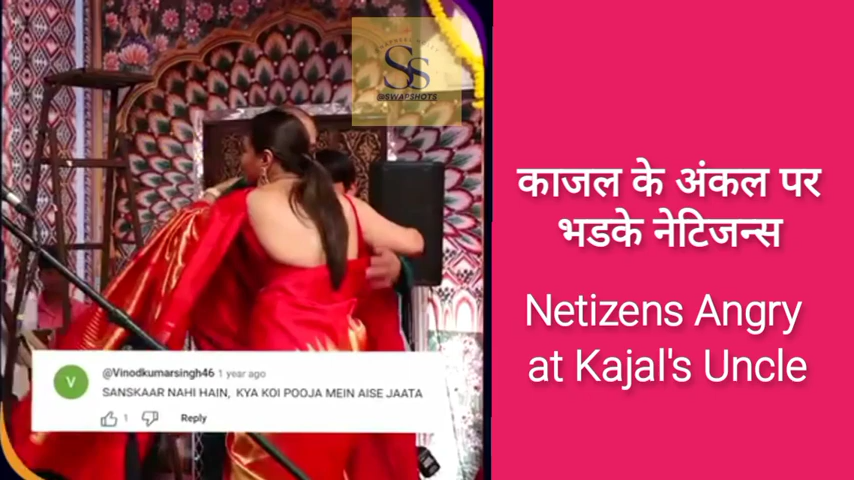 SS
@SWAPSHOTS
काजल के अंकल पर
भडके नेटिजन्स
Netizens Angry
at Kajal's Uncle
V
@Vinodkumarsingh46 1 year ago
SANSKAAR NAHI HAIN, KYA KOI POOJA MEIN AISE JAATA
1
Reply